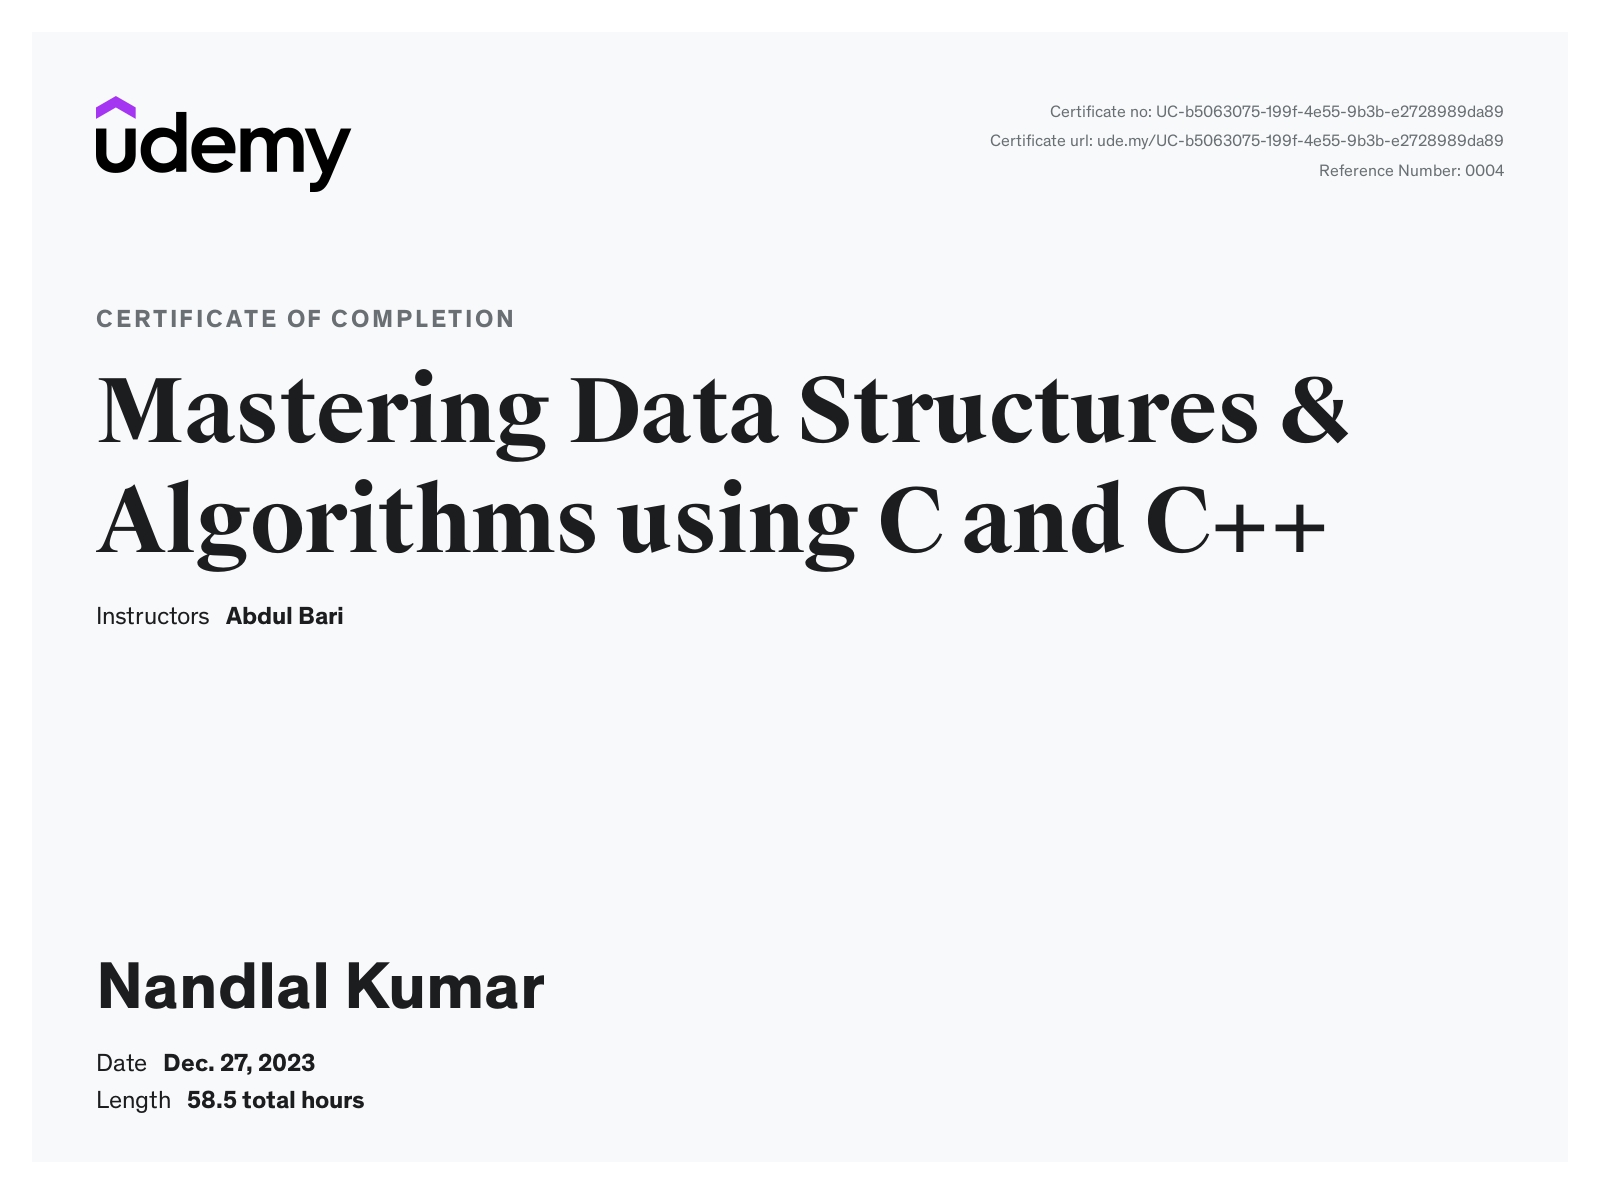 udemy
Certificate no: UC-b5063075-199f-4e55-9b3b-e2728989da89
Certificate url: ude.my/UC-b5063075-199f-4e55-9b3b-e2728989da89
Reference Number: 0004
CERTIFICATE OF COMPLETION
Mastering Data Structures &
Algorithms using C and C++
Instructors Abdul Bari
Nandlal Kumar
Date Dec. 27, 2023
Length 58.5 total hours